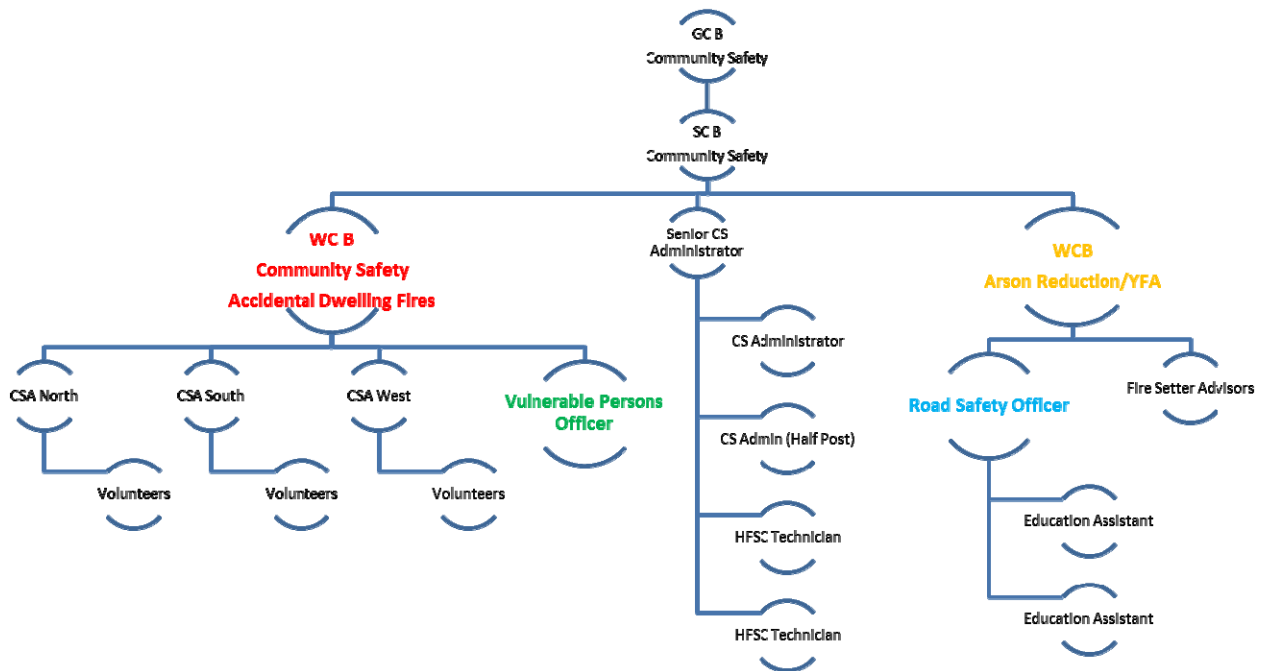 GC B
Community Safety
SC B
Community Safety
WC B
Community Safety
Accidental Dwelling Fires
Senior CS
Administrator
WCB
Arson Reduction/YFA
CSA North
CSA South
CSA West
Vulnerable Persons
Officer
Volunteers
Volunteers
Volunteers
CS Administrator
CS Admin (Half Post)
HFSC Technician
HFSC Technician
Road Safety Officer
Fire Setter Advisors
Education Assistant
Education Assistant